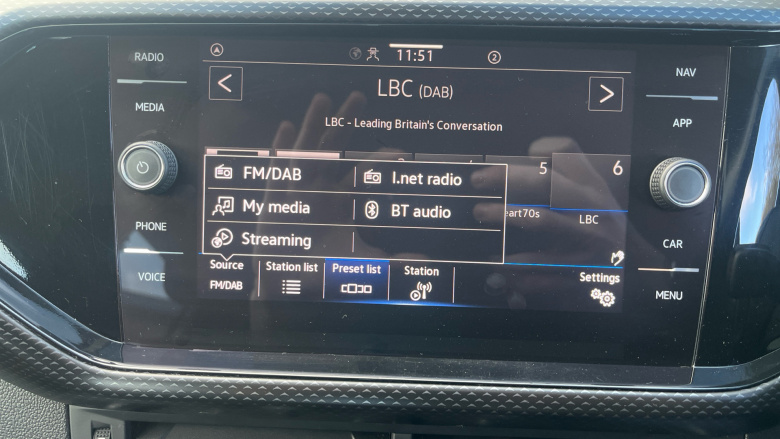 RADIO
MEDIA
PHONE
VOICE
11:51
2
LBC (DAB)
LBC - Leading Britain's Conversation
FM/DAB
I.net radio
My media
BT audio
Streaming
5
6
eart70s
LBC
Source
FM/DAB
Station list
Preset list
Station
Settings
NAV
APP
CAR
MENU